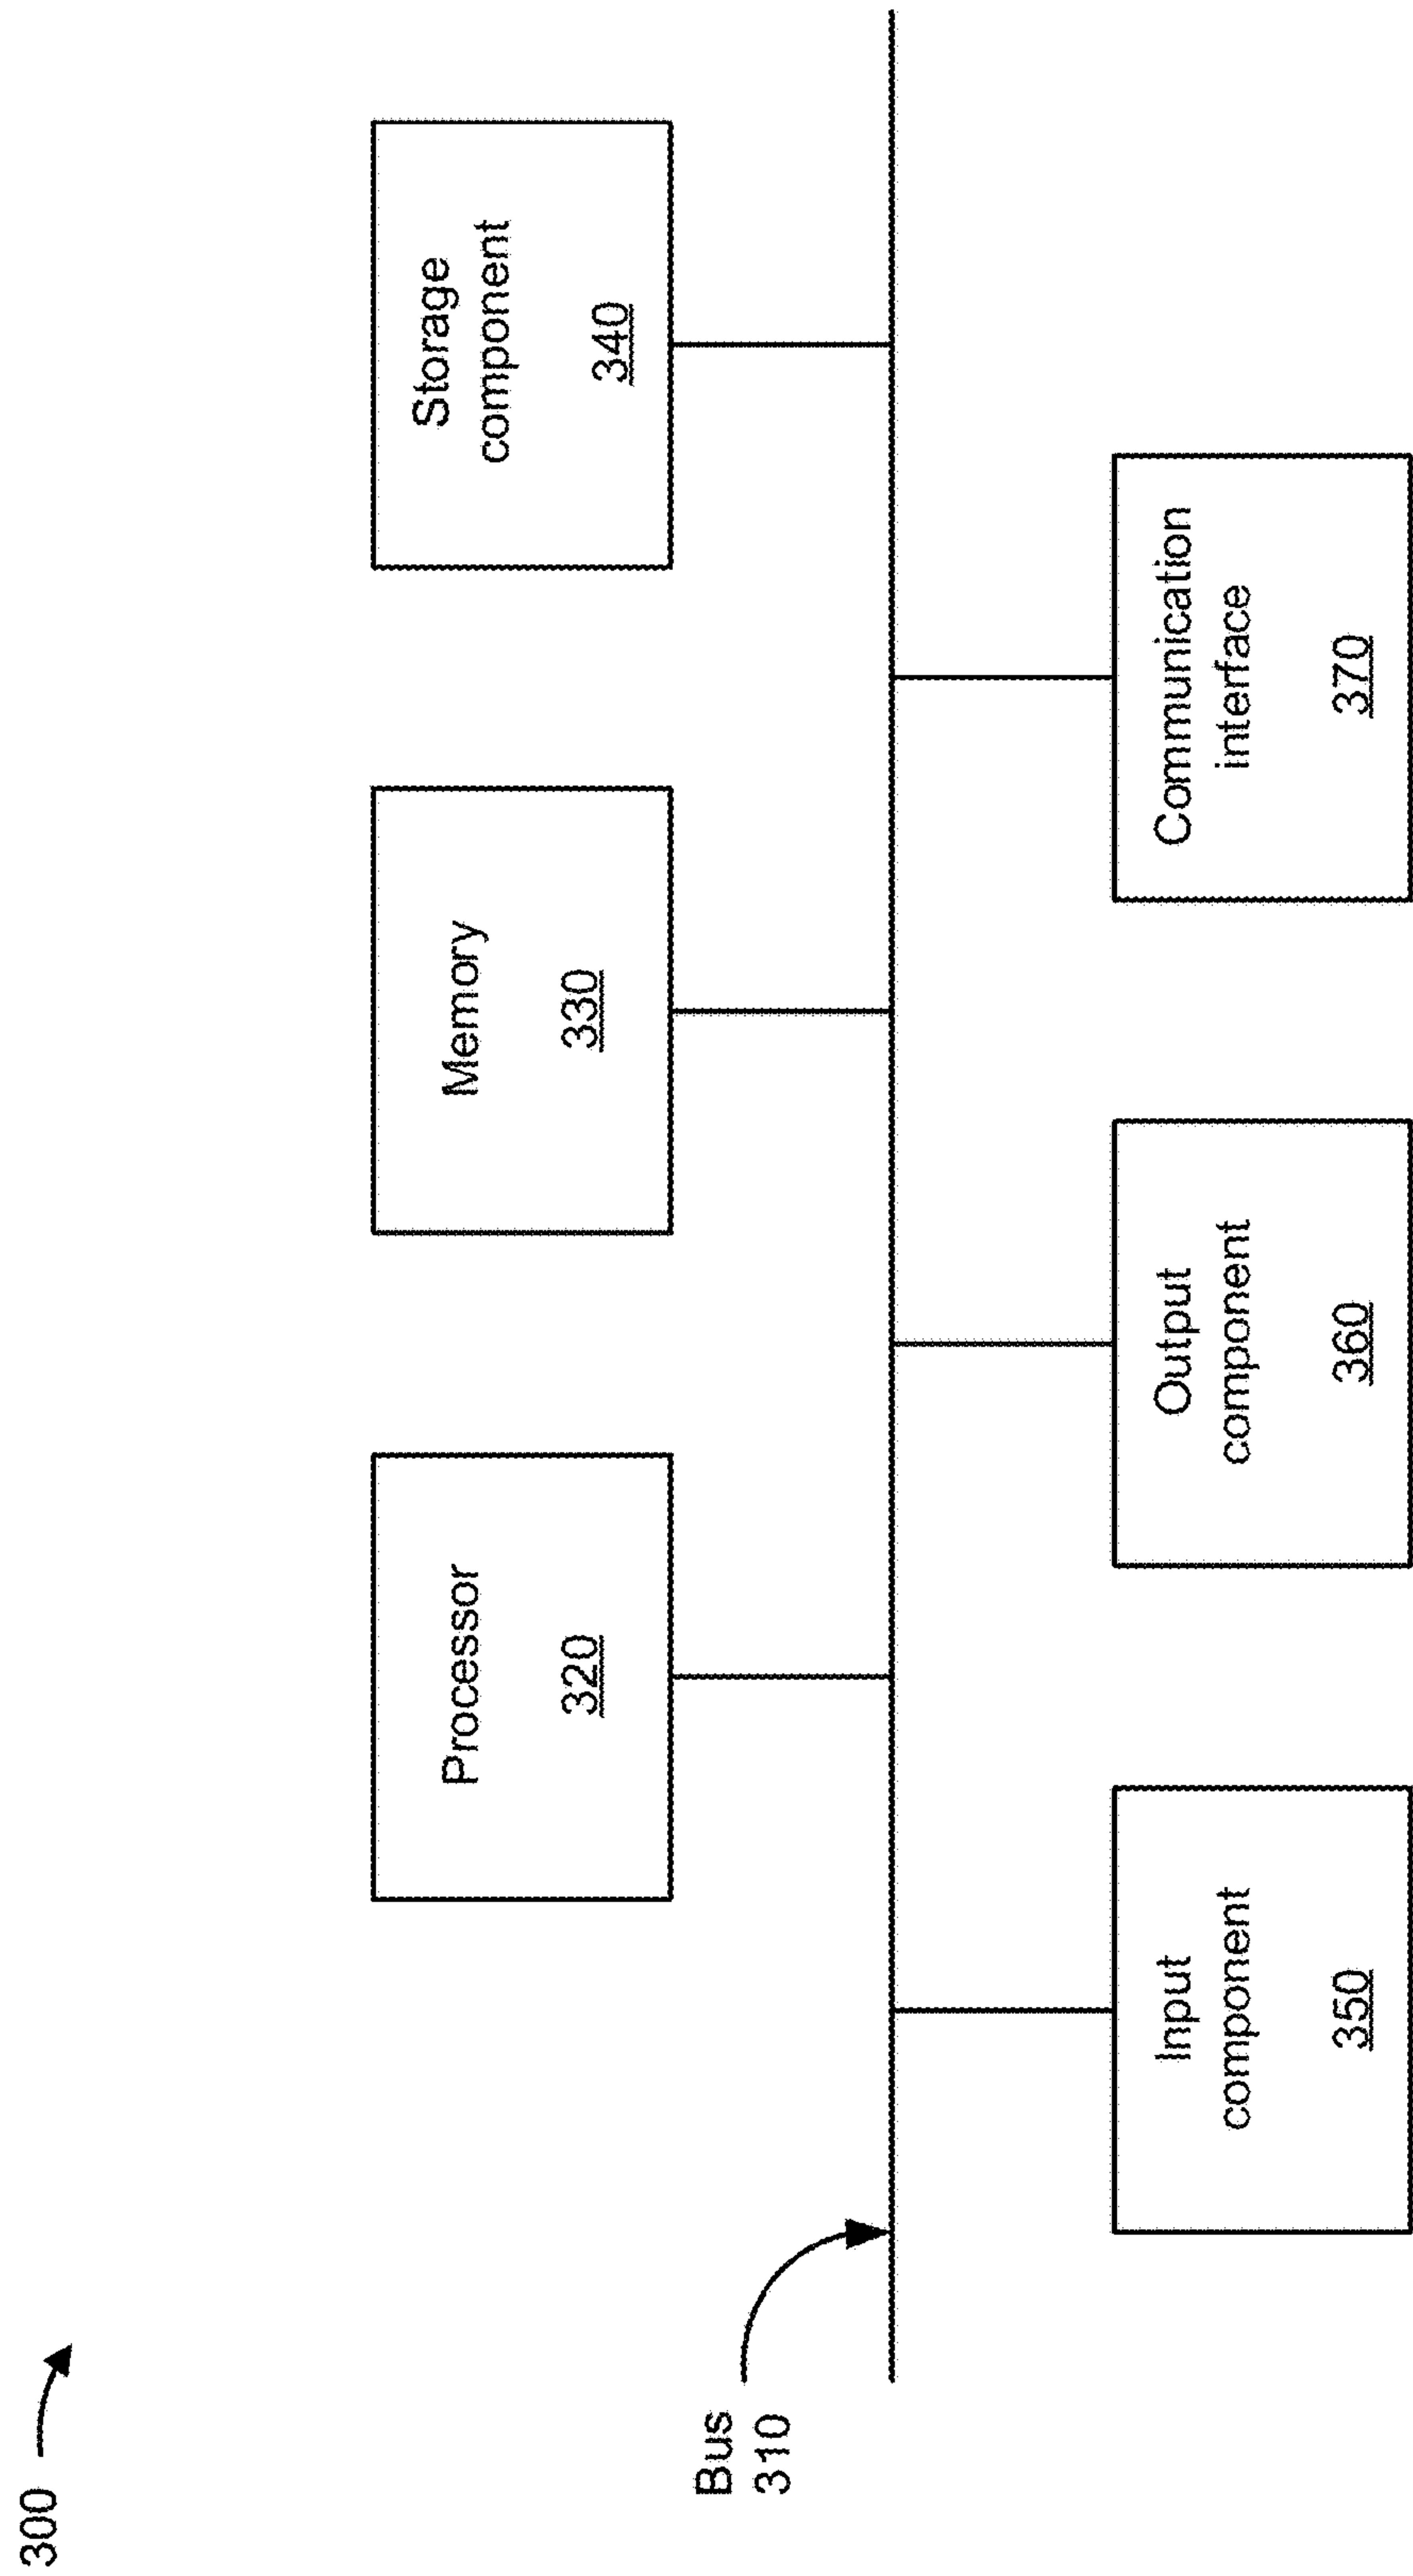 300
Processor
320
Memory
330
Storage
component
340
Bus
310
Input
component
350
Output
component
360
Communication
interface
370